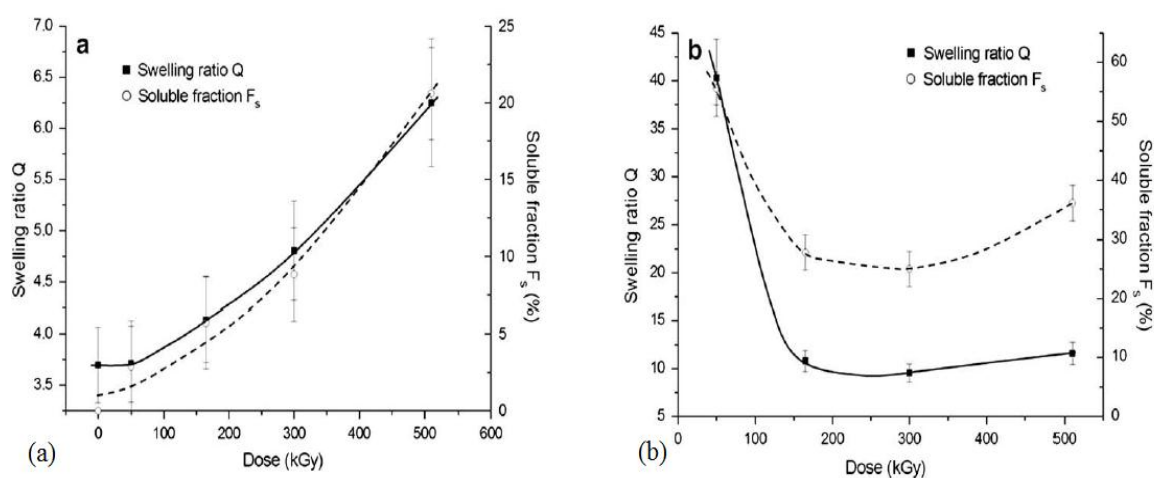 a
Swelling ratio Q
Soluble fraction Fs
7.0
6.5
6.0
5.5
5.0
4.5
4.0
3.5
25
20
15
10
5
0
0 100 200 300 400 500 600
Swelling ratio Q
Soluble fraction Fs (%)
Dose (kGy)
(a)
b
Swelling ratio Q
Soluble fraction Fs
45
40
35
30
25
20
15
10
5
60
50
40
30
20
10
0
0 100 200 300 400 500
Swelling ratio Q
Soluble fraction Fs (%)
Dose (kGy)
(b)